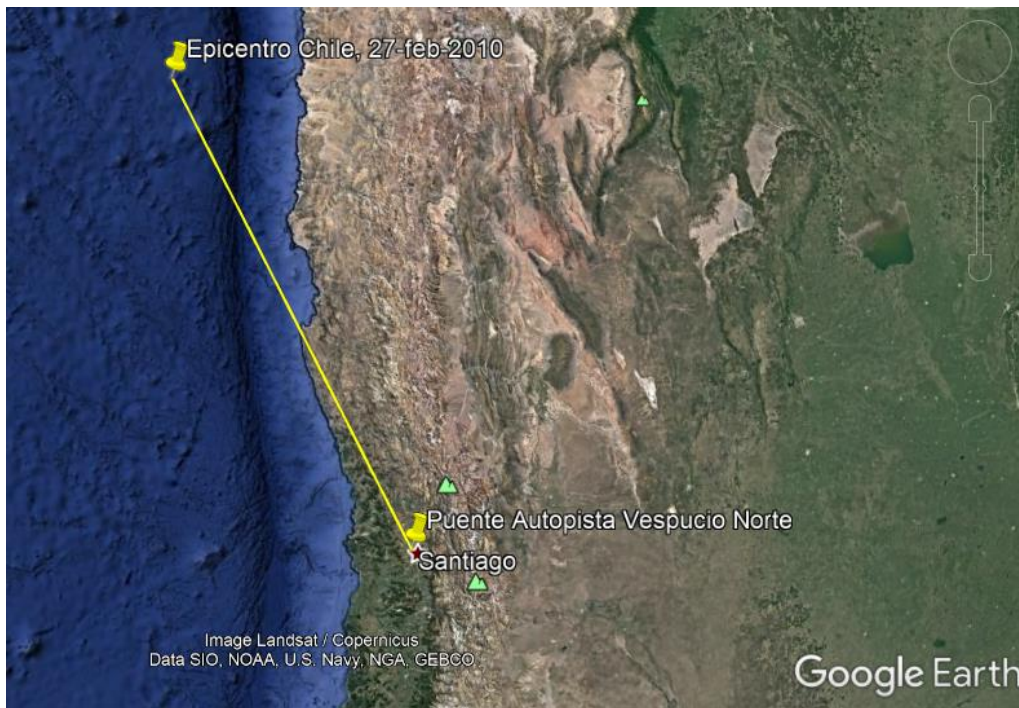 Epicentro Chile, 27-feb-2010
Puente Autopista Vespucio Norte
Santiago
Image Landsat / Copernicus
Data SIO, NOAA, U.S. Navy, NGA, GEBCO
Google Earth